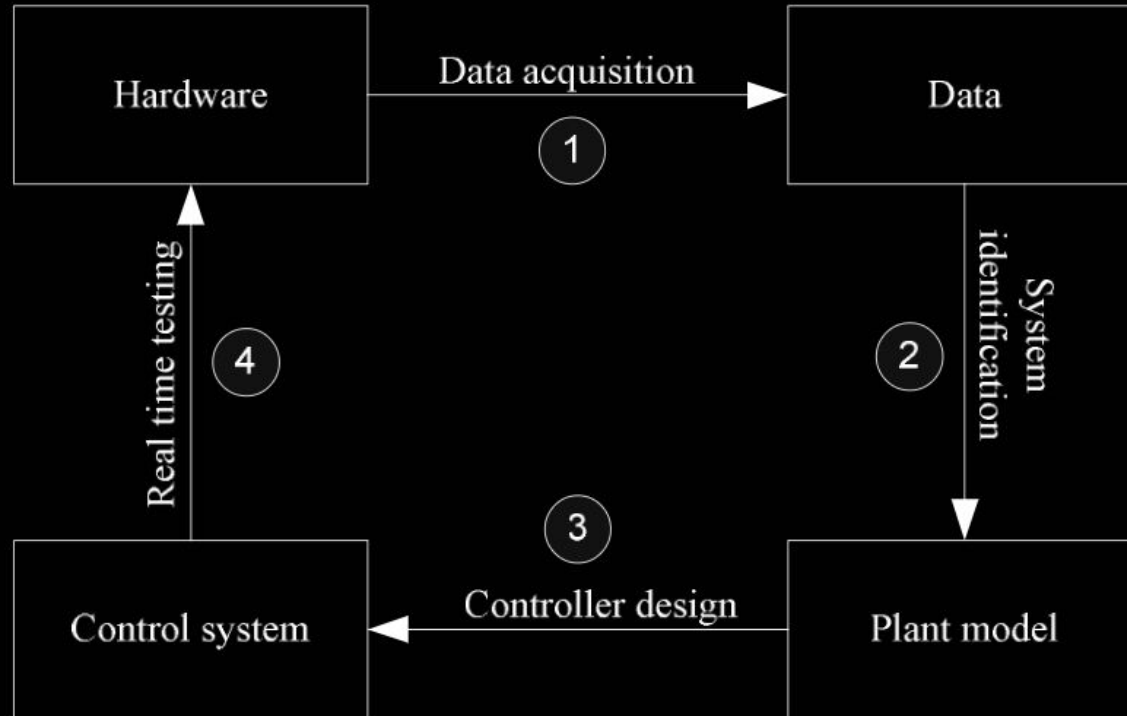 Hardware
Data acquisition
Data
1
System
identification
2
Plant model
Controller design
3
Control system
Real time testing
4